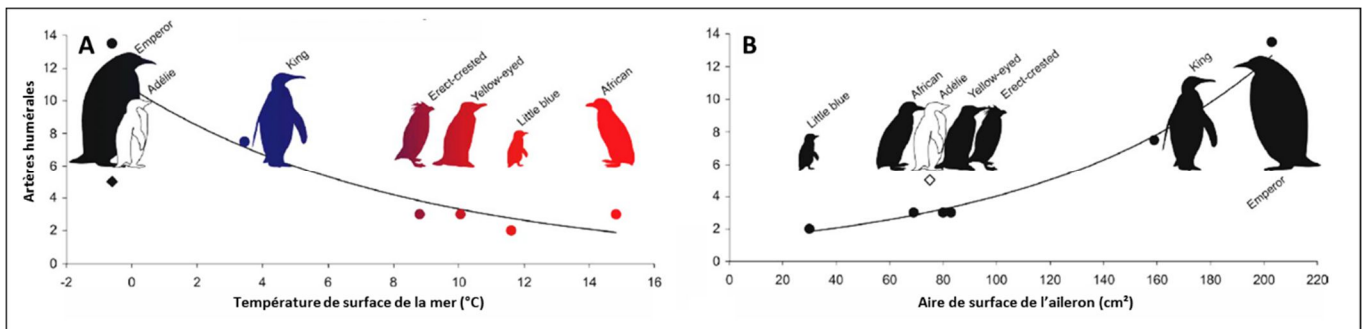 A
Artères humérales
14
12
10
8
6
4
2
0
Emperor
Adélie
King
Erect-crested
Yellow-eyed
Little blue
African
-2 0 2 4 6 8 10 12 14 16
Température de surface de la mer (°C)
B
14
12
10
8
6
4
2
0
Little blue
African
Adélie
Yellow-eyed
Erect-crested
King
Emperor
0 20 40 60 80 100 120 140 160 180 200 220
Aire de surface de l'aileron (cm²)